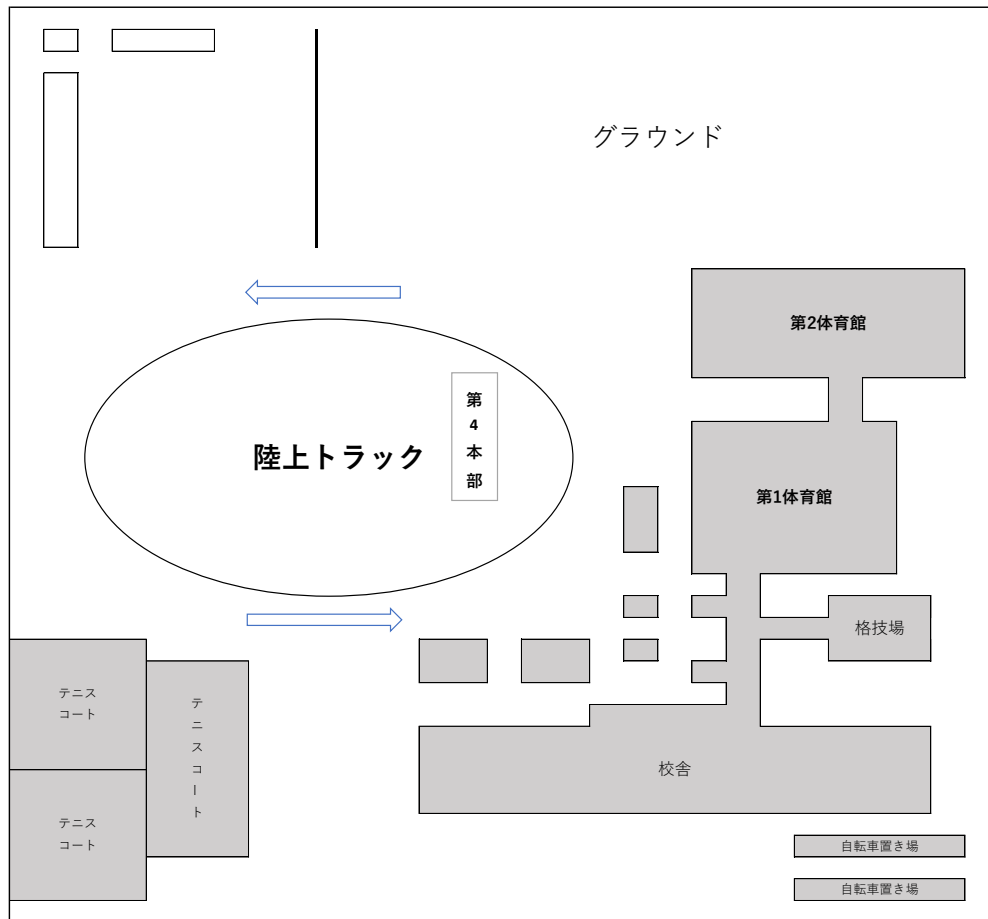 グラウンド
第2体育館
第4本部
陸上トラック
第1体育館
格技場
テニス
コート
テニスコート
校舎
テニス
コート
自転車置き場
自転車置き場